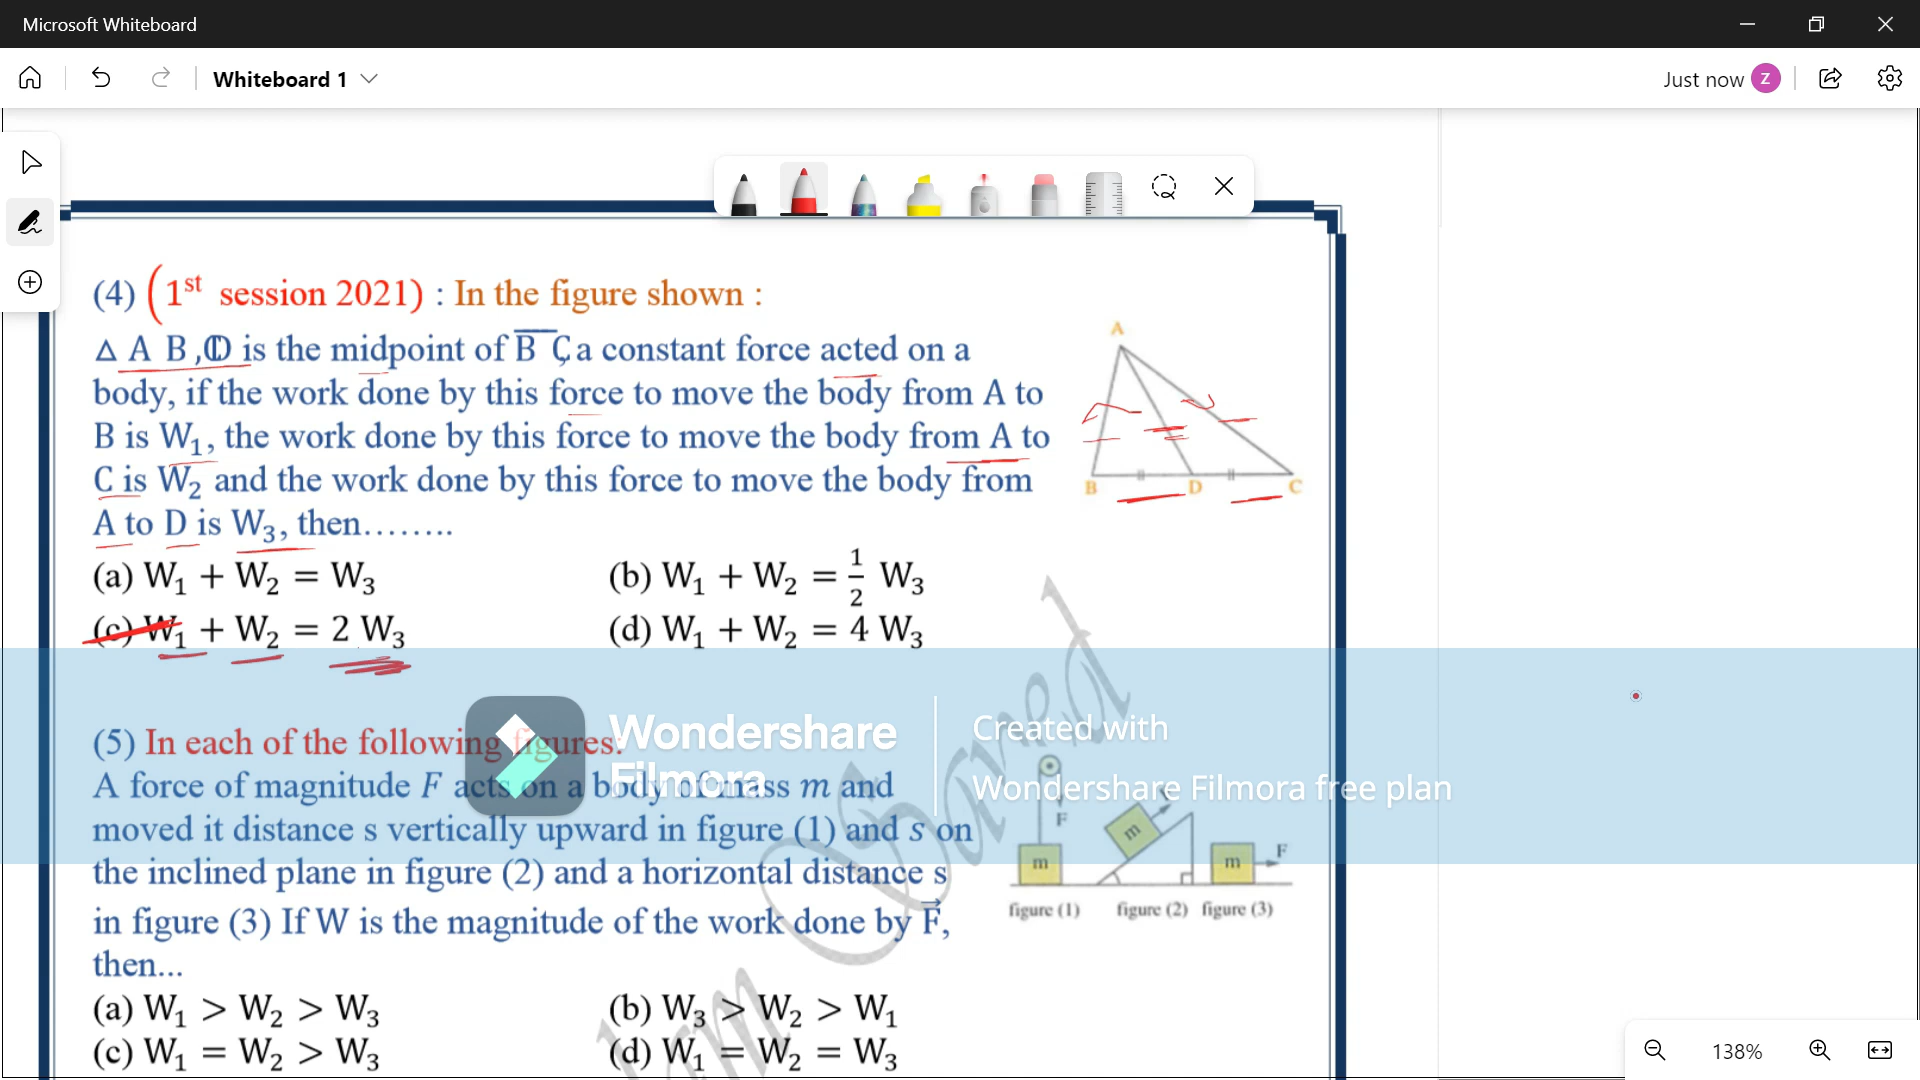 Microsoft Whiteboard
Whiteboard 1
Just now Z
(4) (1st session 2021) : In the figure shown :
△ A B , D is the midpoint of B C, a constant force acted on a
body, if the work done by this force to move the body from A to
B is W1, the work done by this force to move the body from A to
C is W2 and the work done by this force to move the body from
A to D is W3, then........
A
B D C
(a) W1 + W2 = W3
(b) W1 + W2 = 1/2 W3
(c) W1 + W2 = 2 W3
(d) W1 + W2 = 4 W3
Wondershare
Filmora
Created with
Wondershare Filmora free plan
(5) In each of the following figures:
A force of magnitude F acts on a body of mass m and
moved it distance s vertically upward in figure (1) and s on
the inclined plane in figure (2) and a horizontal distance s
in figure (3) If W is the magnitude of the work done by F⃗,
then...
F
m m m F
figure (1) figure (2) figure (3)
(a) W1 > W2 > W3
(b) W3 > W2 > W1
(c) W1 = W2 > W3
(d) W1 = W2 = W3
138%